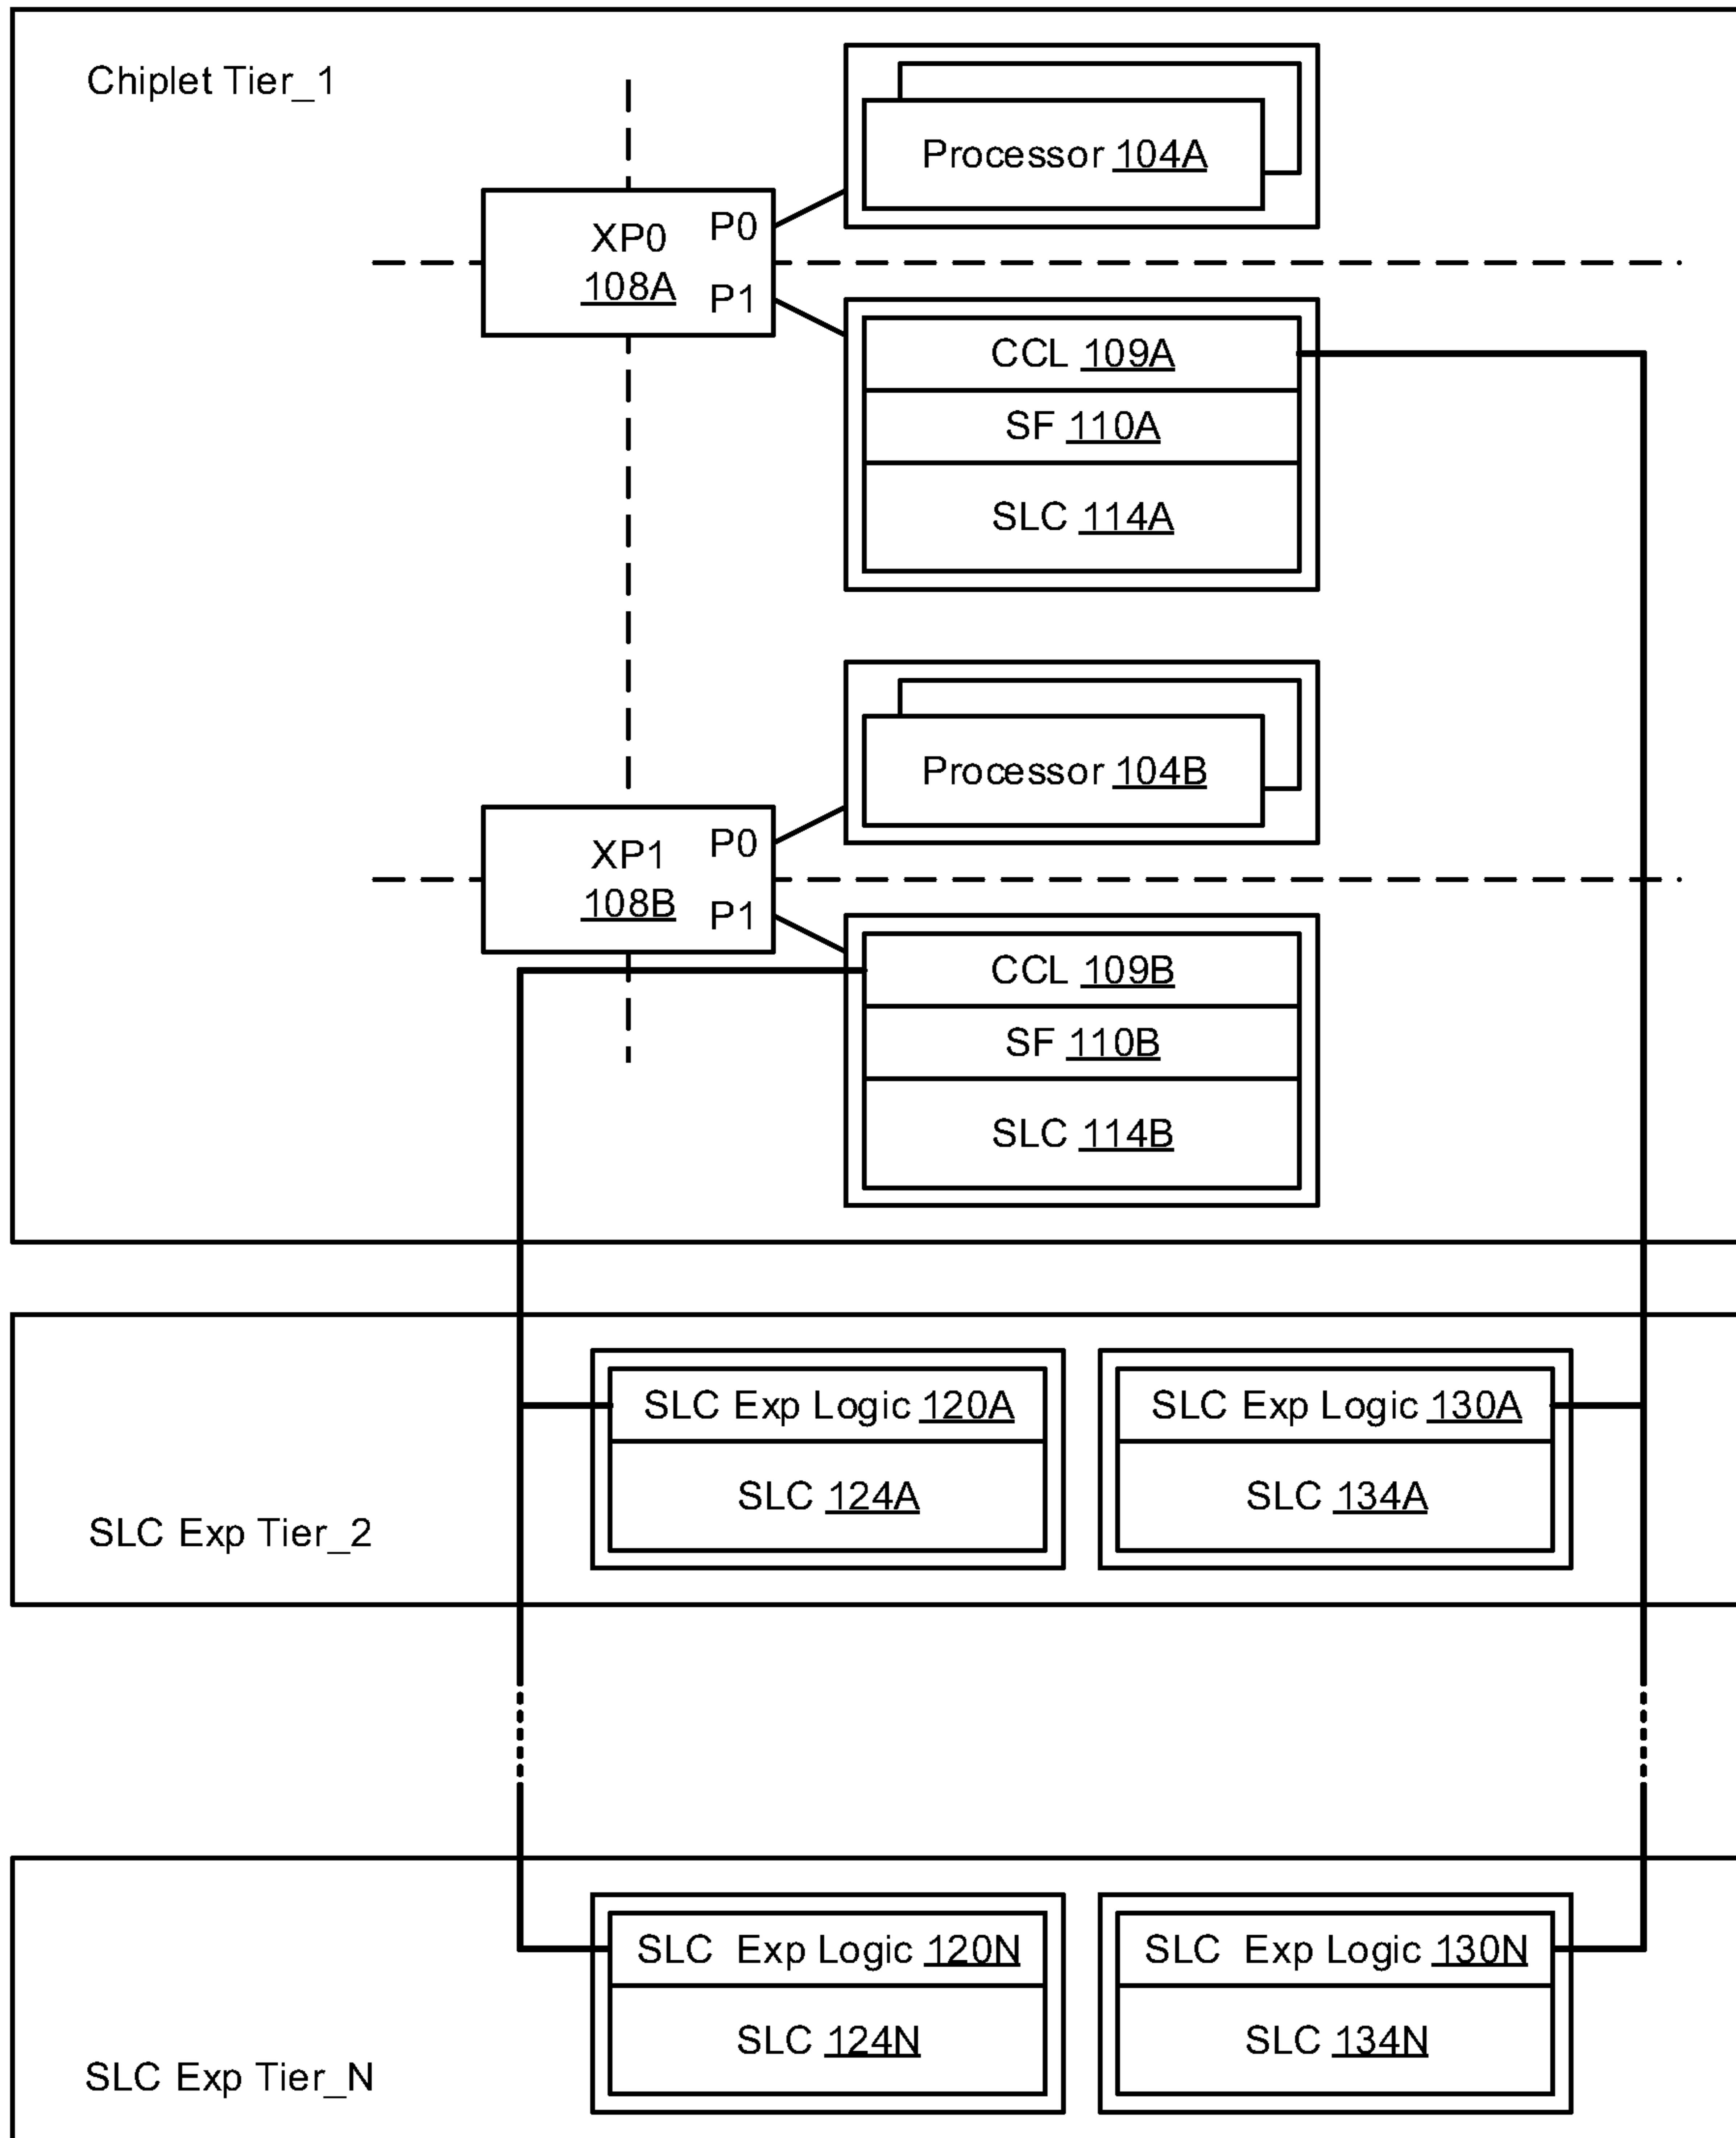 Chiplet Tier_1
Processor 104A
XP0
108A
P0
P1
CCL 109A
SF 110A
SLC 114A
Processor 104B
XP1
108B
P0
P1
CCL 109B
SF 110B
SLC 114B
SLC Exp Logic 120A
SLC 124A
SLC Exp Logic 130A
SLC 134A
SLC Exp Tier_2
SLC Exp Logic 120N
SLC 124N
SLC Exp Logic 130N
SLC 134N
SLC Exp Tier_N